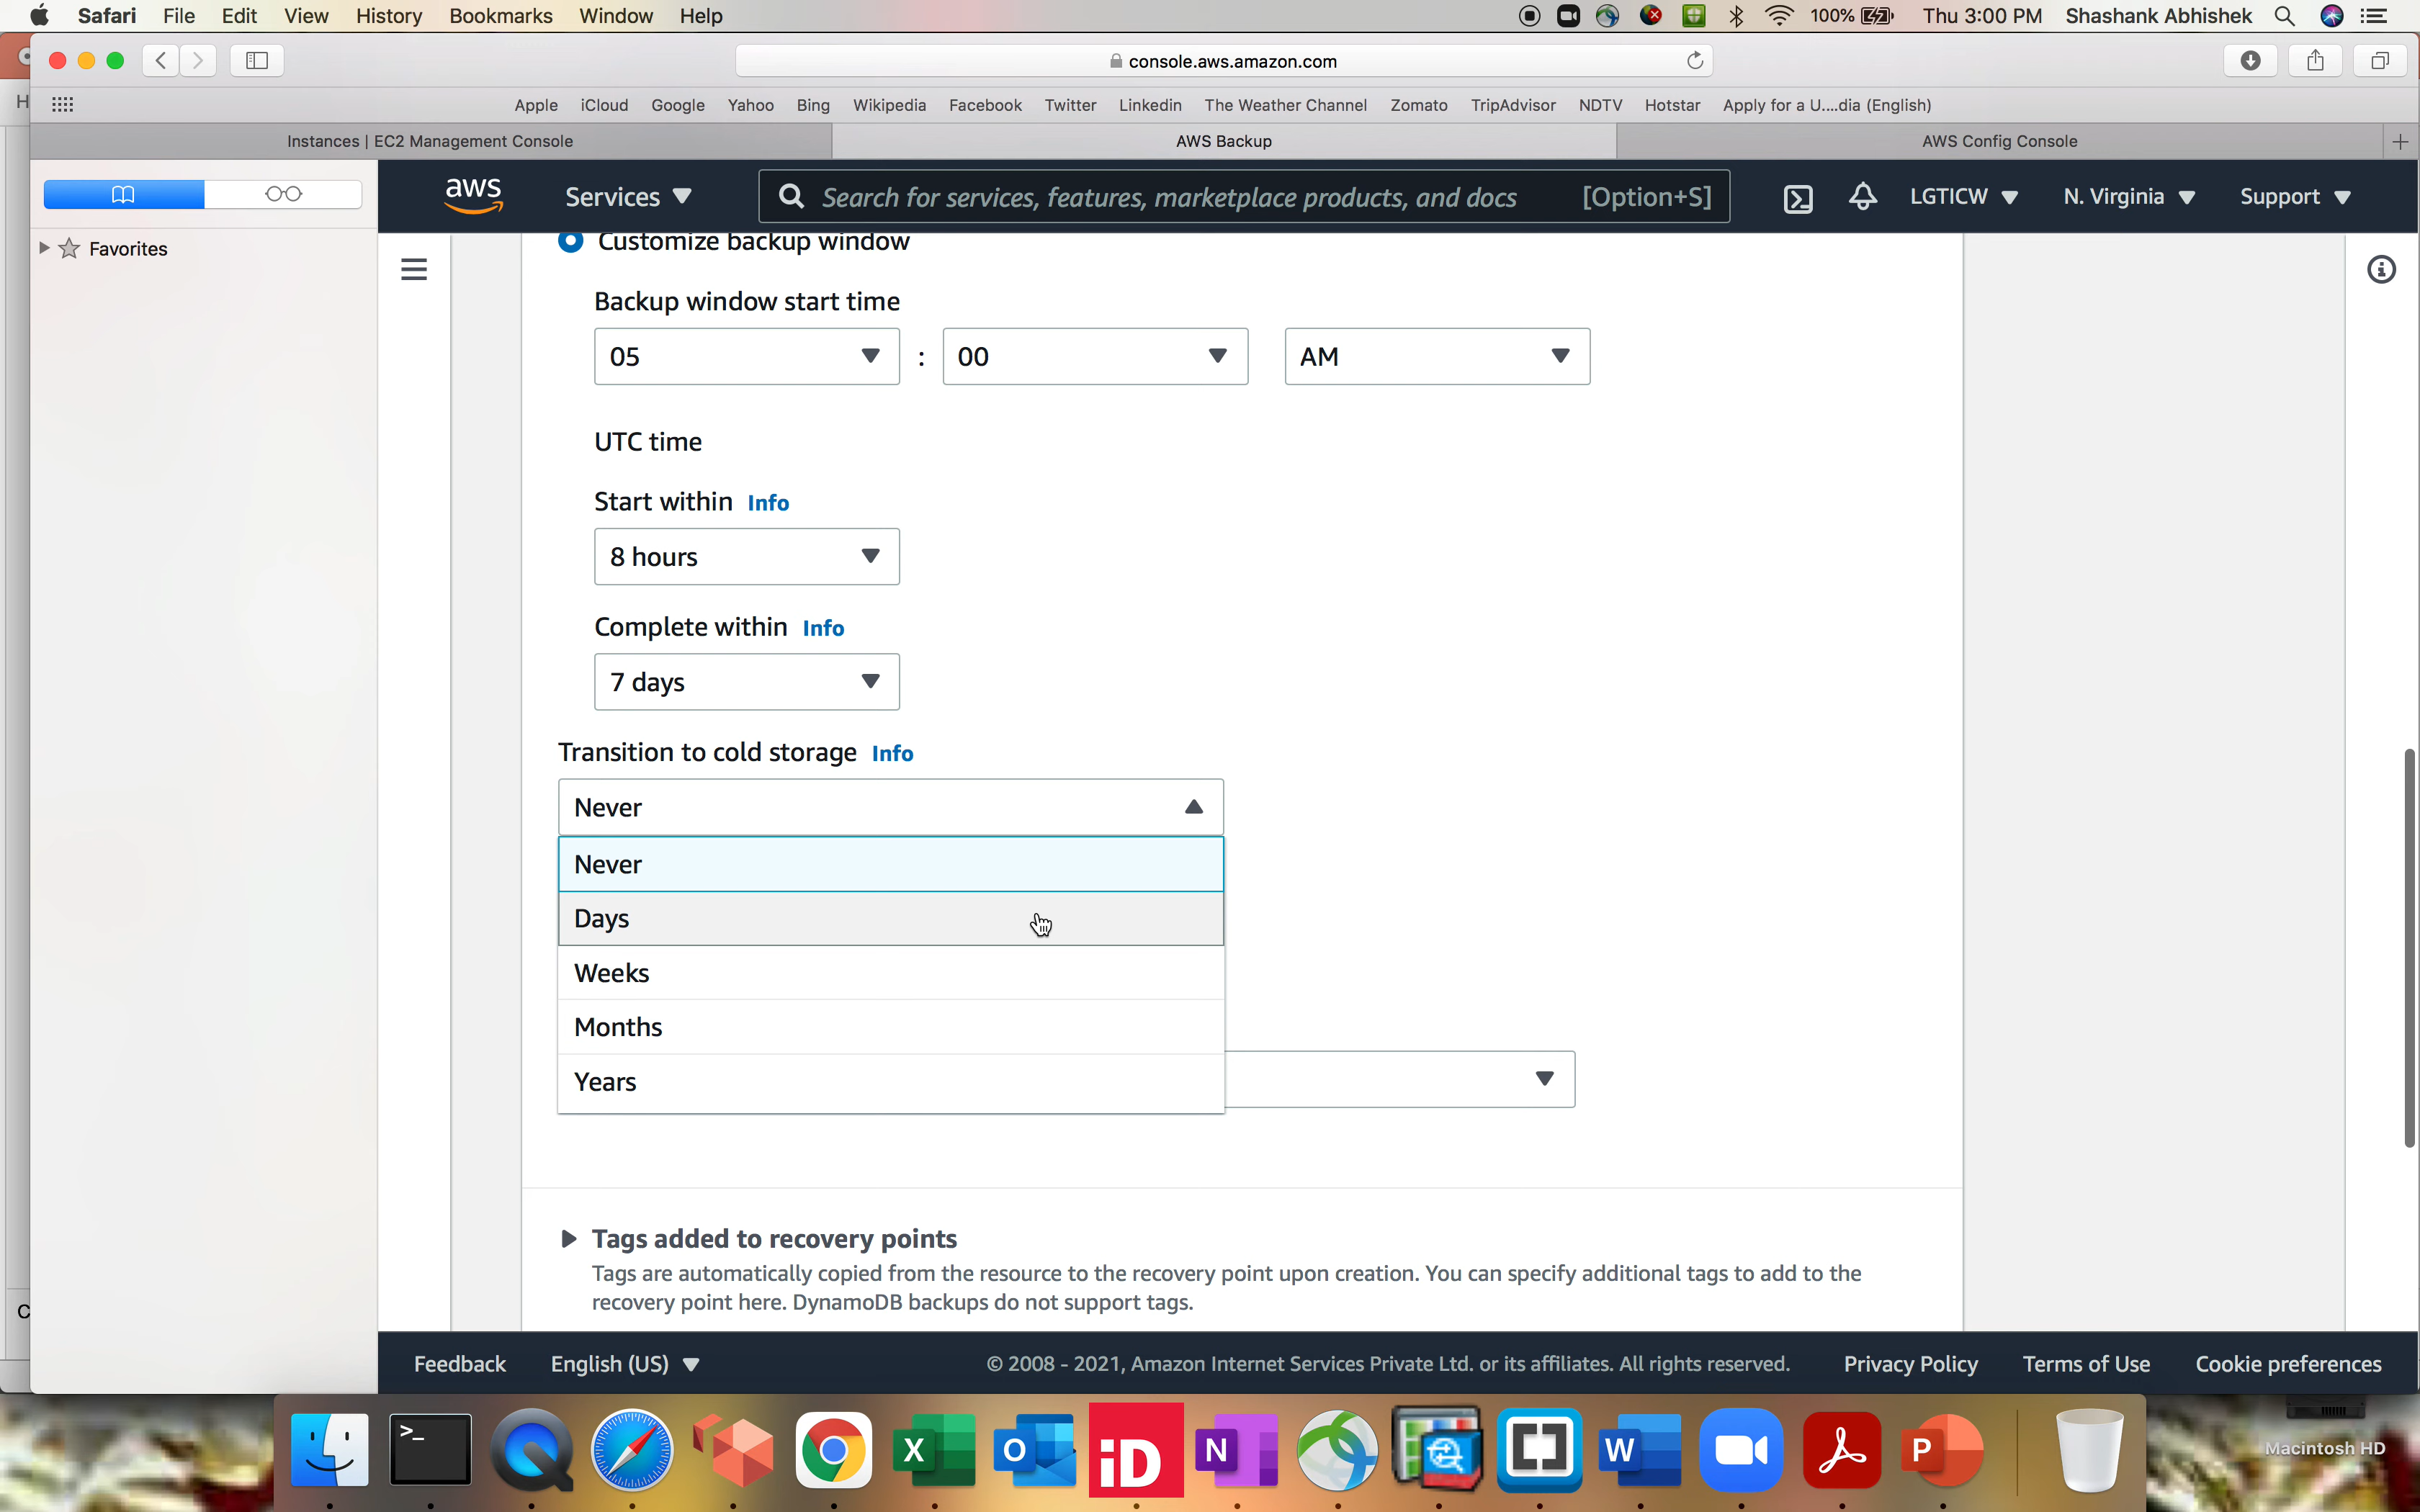 Safari File Edit View History Bookmarks Window Help 100% Thu 3:00 PM Shashank Abhishek
console.aws.amazon.com
Apple iCloud Google Yahoo Bing Wikipedia Facebook Twitter Linkedin The Weather Channel Zomato TripAdvisor NDTV Hotstar Apply for a U....dia (English)
Instances | EC2 Management Console AWS Backup AWS Config Console
aws Services Search for services, features, marketplace products, and docs [Option+S] LGTICW N. Virginia Support
Favorites
Customize backup window
Backup window start time
05 : 00 AM
UTC time
Start within Info
8 hours
Complete within Info
7 days
Transition to cold storage Info
Never
Never
Days
Weeks
Months
Years
Tags added to recovery points
Tags are automatically copied from the resource to the recovery point upon creation. You can specify additional tags to add to the
recovery point here. DynamoDB backups do not support tags.
Feedback English (US) © 2008 - 2021, Amazon Internet Services Private Ltd. or its affiliates. All rights reserved. Privacy Policy Terms of Use Cookie preferences
>_ X O iD N W P
Macintosh HD